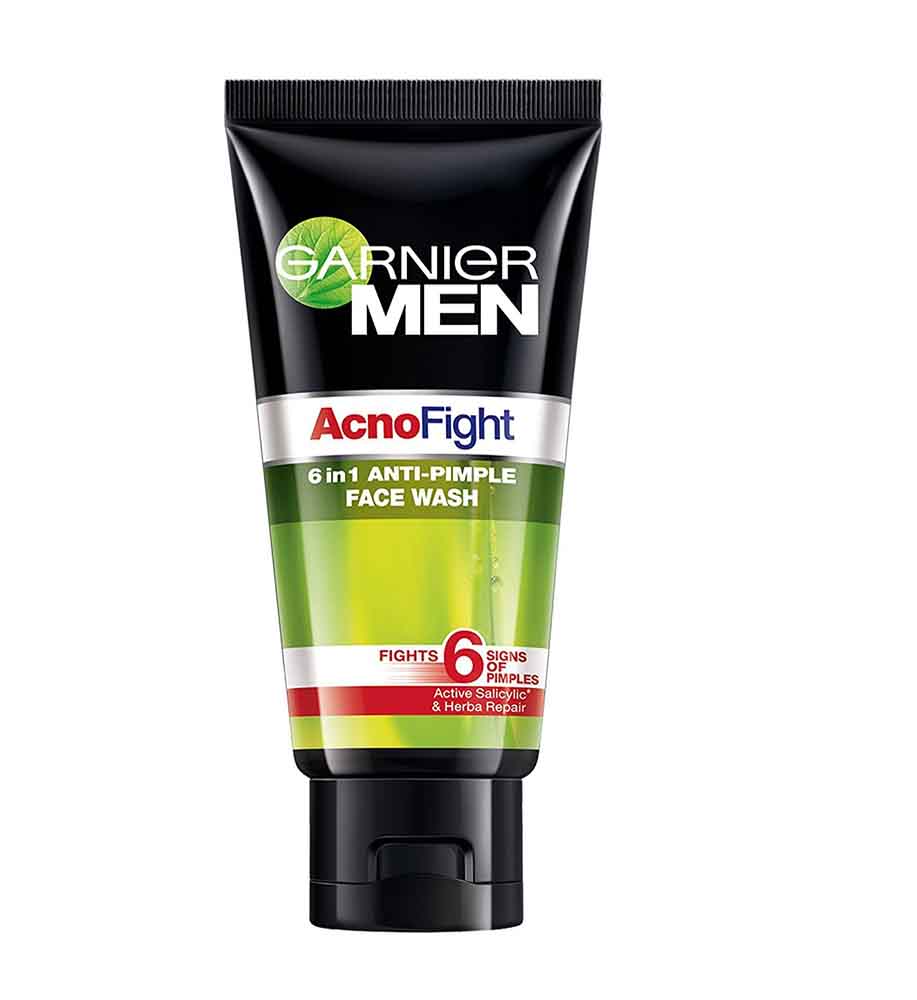 GARNIER
MEN
AcnoFight
6 in 1 ANTI-PIMPLE
FACE WASH
FIGHTS 6 SIGNS OF PIMPLES
Active Salicylic*
& Herba Repair